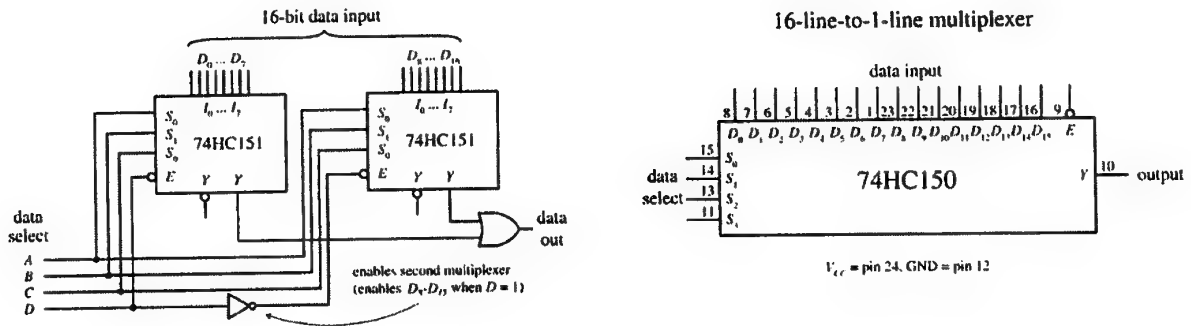 16-bit data input
D₀ ... D₇
D₈ ... D₁₅
I₀ ... I₇
I₀ ... I₇
S₀
S₁
S₀
74HC151
E
Y
Y
S₀
S₁
S₀
74HC151
E
Y
Y
data
select
A
B
C
D
data
out
enables second multiplexer
(enables D₉-D₁₅ when D = 1)
16-line-to-1-line multiplexer
data input
8 7 6 5 4 3 2 1 23 22 21 20 19 18 17 16 9
D₀ D₁ D₂ D₃ D₄ D₅ D₆ D₇ D₈ D₉ D₁₀ D₁₁ D₁₂ D₁₃ D₁₄ D₁₅ E
15 S₀
data 14 S₁
select 13 S₂
11 S₃
74HC150
Y 10 output
V_CC = pin 24, GND = pin 12